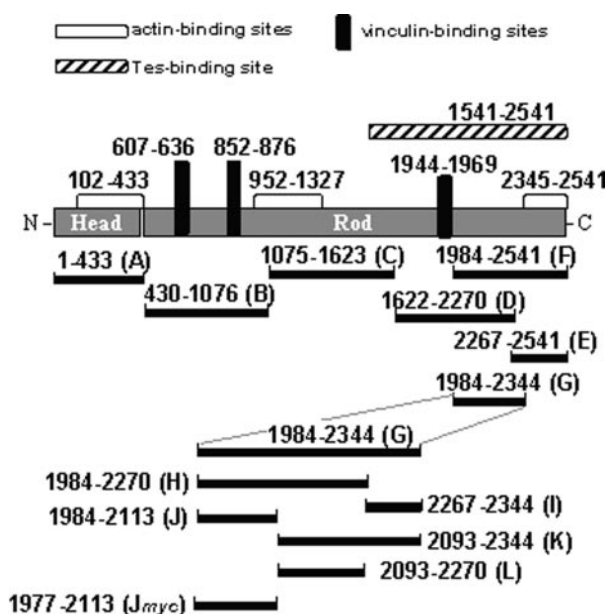 actin-binding sites
vinculin-binding sites
Tes-binding site
1541-2541
607-636
852-876
1944-1969
102-433
952-1327
2345-2541
N Head Rod C
1-433 (A)
1075-1623 (C)
1984-2541 (F)
430-1076 (B)
1622-2270 (D)
2267-2541 (E)
1984-2344 (G)
1984-2344 (G)
1984-2270 (H)
2267-2344 (I)
1984-2113 (J)
2093-2344 (K)
2093-2270 (L)
1977-2113 (Jmyc)